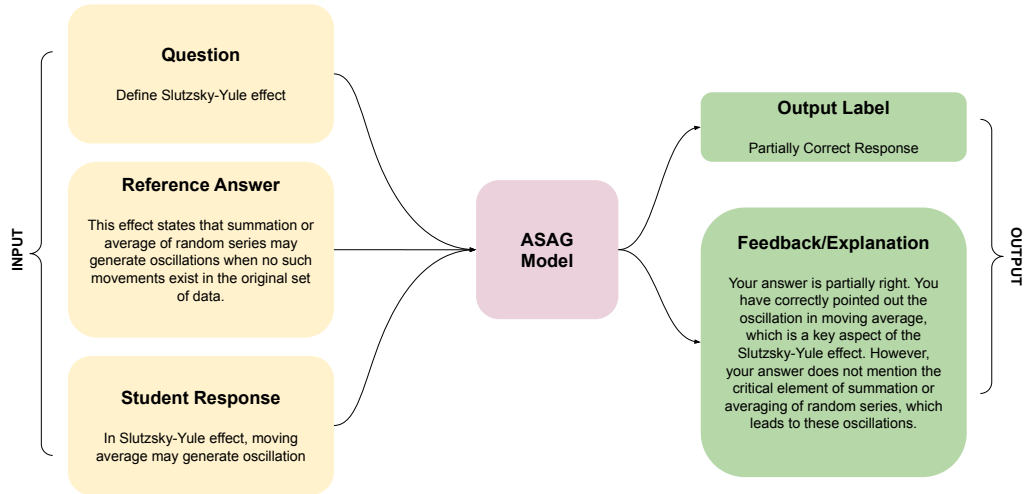 INPUT
Question
Define Slutzsky-Yule effect
Reference Answer
This effect states that summation or
average of random series may
generate oscillations when no such
movements exist in the original set
of data.
Student Response
In Slutzsky-Yule effect, moving
average may generate oscillation
ASAG
Model
Output Label
Partially Correct Response
Feedback/Explanation
Your answer is partially right. You
have correctly pointed out the
oscillation in moving average,
which is a key aspect of the
Slutzsky-Yule effect. However,
your answer does not mention the
critical element of summation or
averaging of random series, which
leads to these oscillations.
OUTPUT